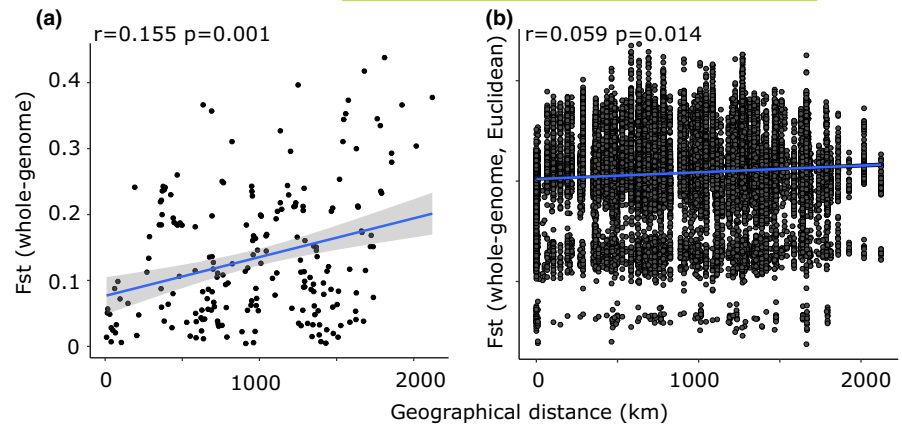 (a)
r=0.155 p=0.001
Fst (whole-genome)
0.4
0.3
0.2
0.1
0
0 1000 2000
(b)
r=0.059 p=0.014
Fst (whole-genome, Euclidean)
0 1000 2000
Geographical distance (km)